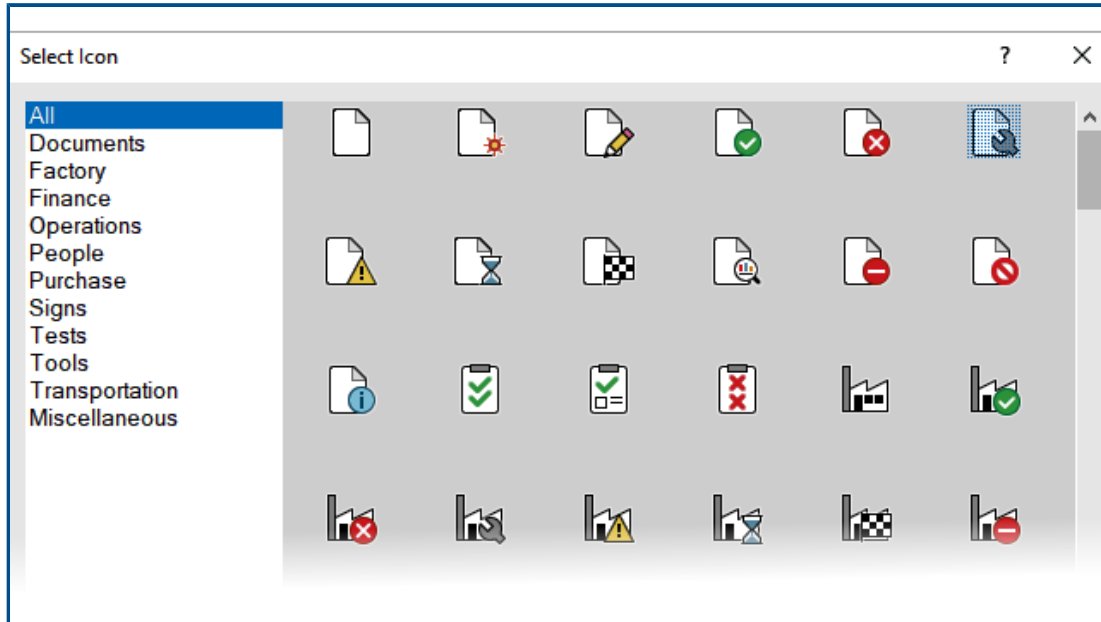 Select Icon ?
All
Documents
Factory
Finance
Operations
People
Purchase
Signs
Tests
Tools
Transportation
Miscellaneous